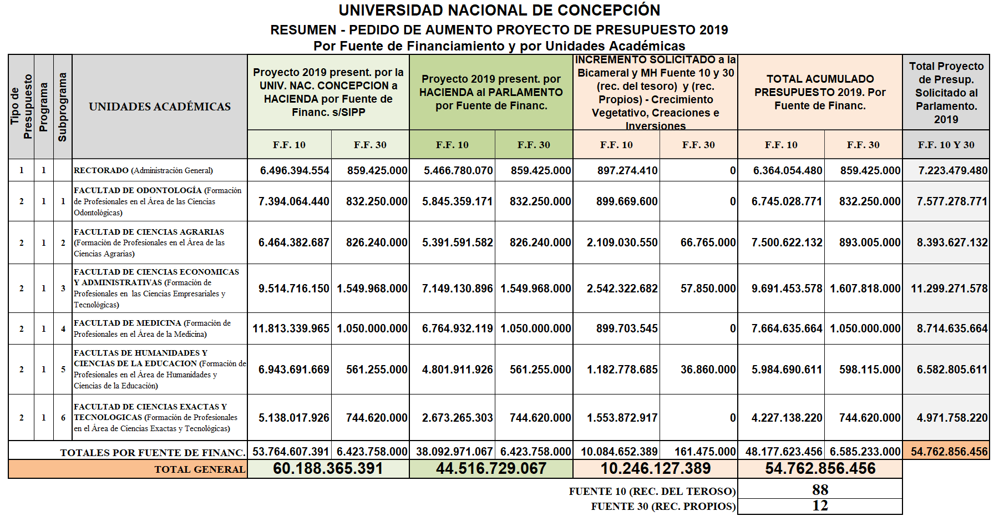 UNIVERSIDAD NACIONAL DE CONCEPCIÓN
RESUMEN - PEDIDO DE AUMENTO PROYECTO DE PRESUPUESTO 2019
Por Fuente de Financiamiento y por Unidades Académicas
Tipo de Presupuesto
Programa
Subprograma
UNIDADES ACADÉMICAS
Proyecto 2019 present. por la
UNIV. NAC. CONCEPCION a
HACIENDA por Fuente de
Financ. s/SIPP
Proyecto 2019 present. por
HACIENDA al PARLAMENTO
por Fuente de Financ.
INCREMENTO SOLICITADO a la
Bicameral y MH Fuente 10 y 30
(rec. del tesoro) y (rec.
Propios) - Crecimiento
Vegetativo, Creaciones e
Inversiones
TOTAL ACUMULADO
PRESUPUESTO 2019. Por
Fuente de Financ.
Total Proyecto
de Presup.
Solicitado al
Parlamento.
2019
F.F. 10 F.F. 30 F.F. 10 F.F. 30 F.F. 10 F.F. 30 F.F. 10 F.F. 30 F.F. 10 Y 30
1 1 RECTORADO (Administración General) 6.496.394.554 859.425.000 5.466.780.070 859.425.000 897.274.410 0 6.364.054.480 859.425.000 7.223.479.480
FACULTAD DE ODONTOLOGÍA (Formación
2 1 1 de Profesionales en el Área de las Ciencias 7.394.064.440 832.250.000 5.845.359.171 832.250.000 899.669.600 0 6.745.028.771 832.250.000 7.577.278.771
Odontológicas)
FACULTAD DE CIENCIAS AGRARIAS
2 1 2 (Formación de Profesionales en el Área de las 6.464.382.687 826.240.000 5.391.591.582 826.240.000 2.109.030.550 66.765.000 7.500.622.132 893.005.000 8.393.627.132
Ciencias Agrarias)
FACULTAD DE CIENCIAS ECONOMICAS
Y ADMINISTRATIVAS (Formación de
2 1 3 Profesionales en las Ciencias Empresariales y 9.514.716.150 1.549.968.000 7.149.130.896 1.549.968.000 2.542.322.682 57.850.000 9.691.453.578 1.607.818.000 11.299.271.578
Tecnológicas)
FACULTAD DE MEDICINA (Formación de
2 1 4 Profesionales en el Área de la Medicina) 11.813.339.965 1.050.000.000 6.764.932.119 1.050.000.000 899.703.545 0 7.664.635.664 1.050.000.000 8.714.635.664
FACULTAS DE HUMANIDADES Y
CIENCIAS DE LA EDUCACION (Formación de
2 1 5 Profesionales en el Área de Humanidades y 6.943.691.669 561.255.000 4.801.911.926 561.255.000 1.182.778.685 36.860.000 5.984.690.611 598.115.000 6.582.805.611
Ciencias de la Educación)
FACULTAD DE CIENCIAS EXACTAS Y
2 1 6 TECNOLOGICAS (Formación de Profesionales 5.138.017.926 744.620.000 2.673.265.303 744.620.000 1.553.872.917 0 4.227.138.220 744.620.000 4.971.758.220
en el Área de Ciencias Exactas y Tecnológicas)
TOTALES POR FUENTE DE FINANC. 53.764.607.391 6.423.758.000 38.092.971.067 6.423.758.000 10.084.652.389 161.475.000 48.177.623.456 6.585.233.000 54.762.856.456
TOTAL GENERAL 60.188.365.391 44.516.729.067 10.246.127.389 54.762.856.456
FUENTE 10 (REC. DEL TEROSO) 88
FUENTE 30 (REC. PROPIOS) 12